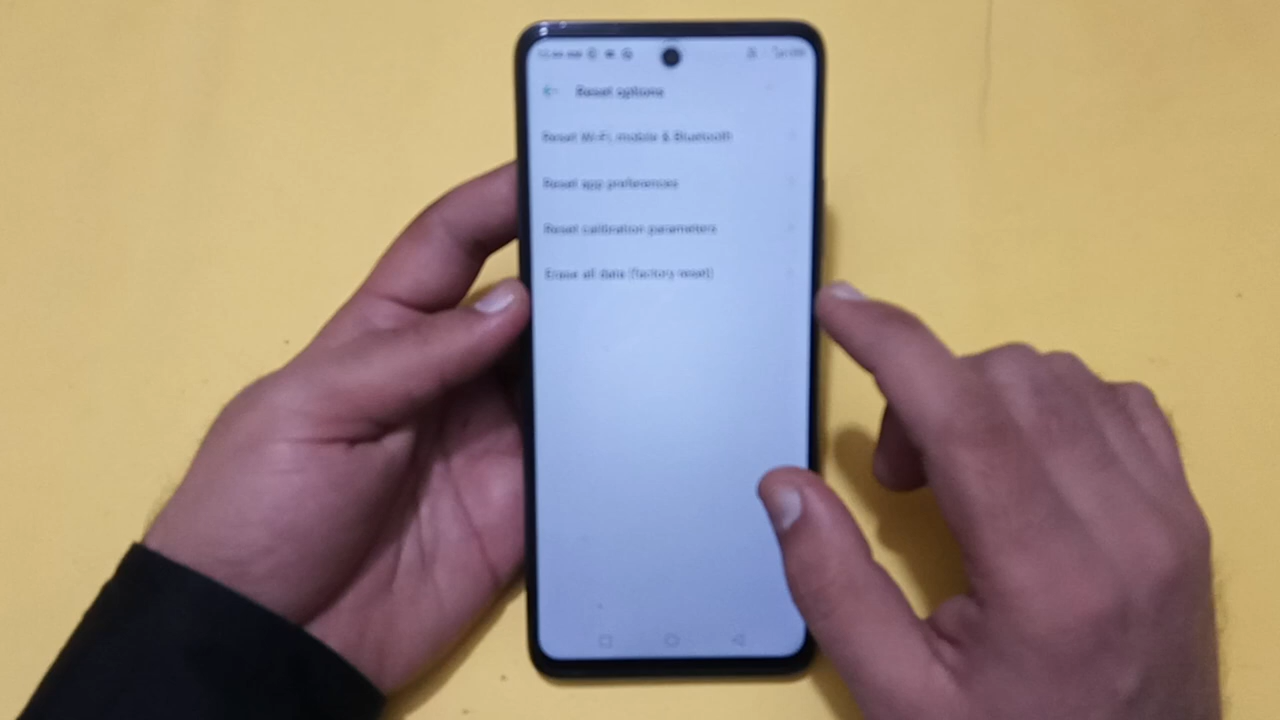 Reset options
Reset Wi-Fi, mobile & Bluetooth
Reset app preferences
Reset calibration parameters
Erase all data (factory reset)